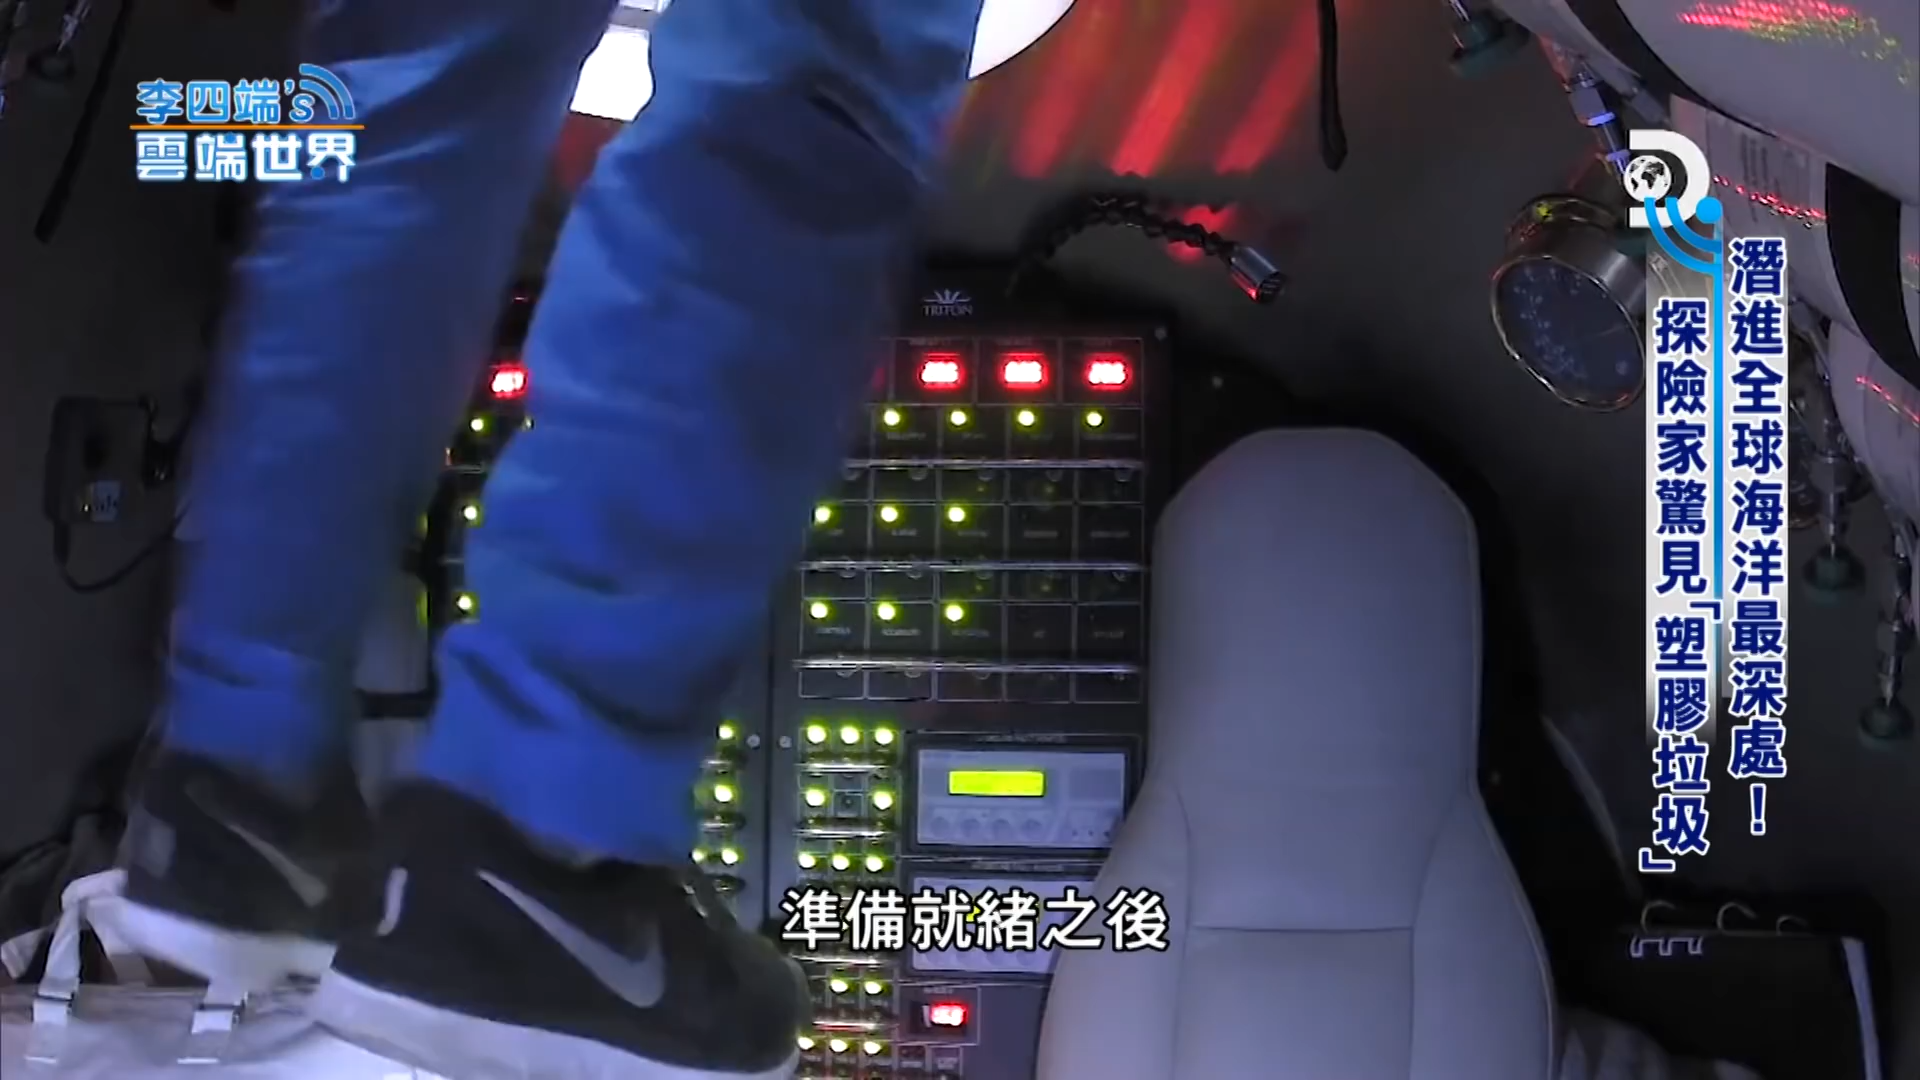 李四端's
雲端世界
TRITON
潛進全球海洋最深處！
探險家驚見「塑膠垃圾」
準備就緒之後